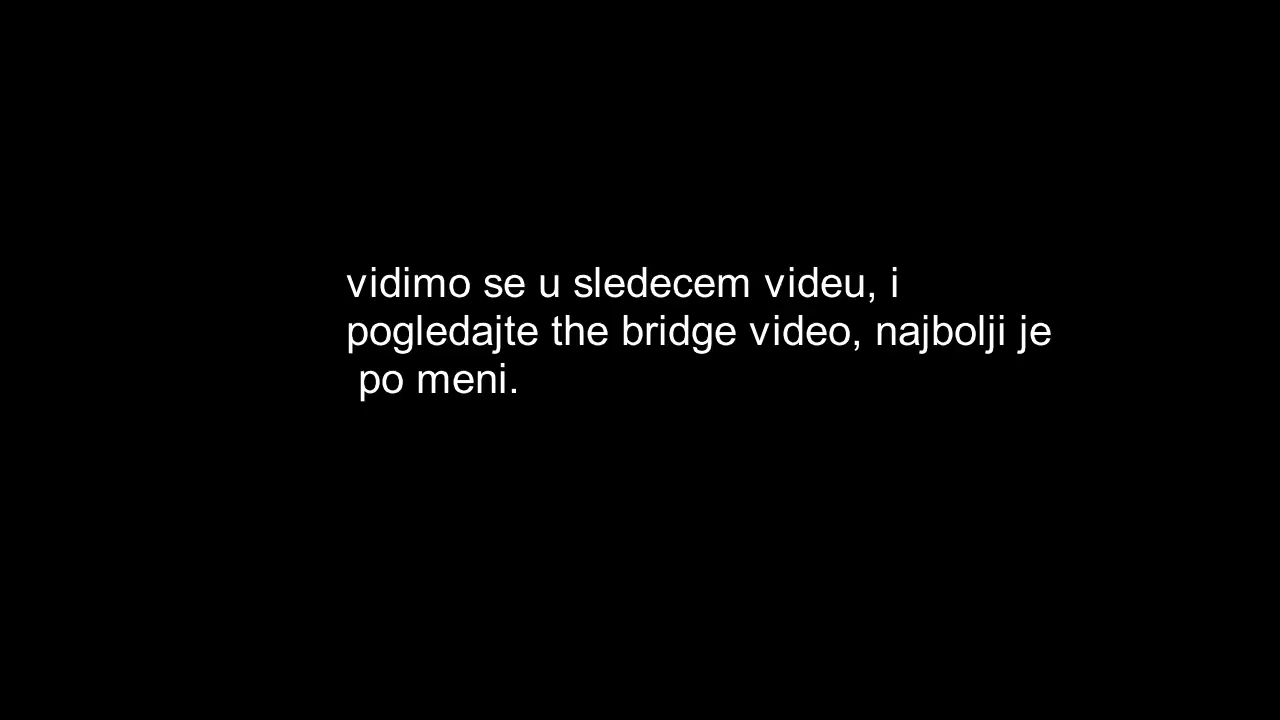 vidimo se u sledecem videu, i
pogledajte the bridge video, najbolji je
po meni.